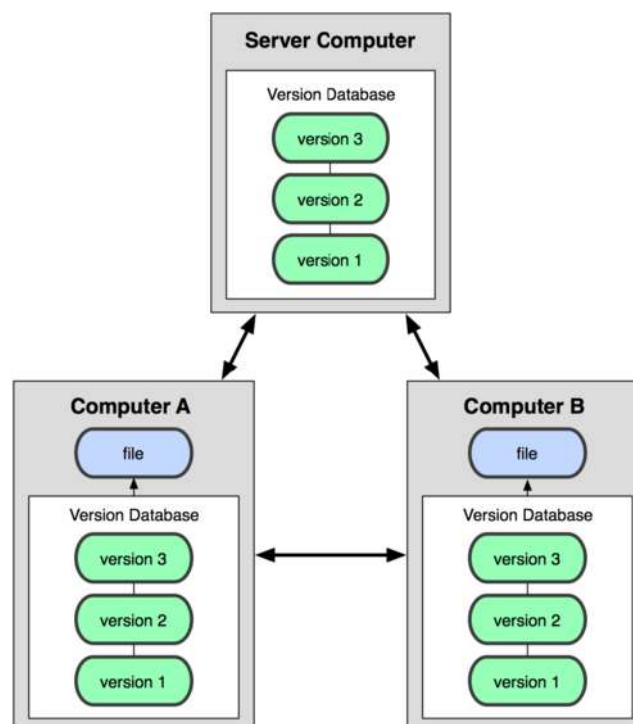 Server Computer
Version Database
version 3
version 2
version 1
Computer A
file
Version Database
version 3
version 2
version 1
Computer B
file
Version Database
version 3
version 2
version 1